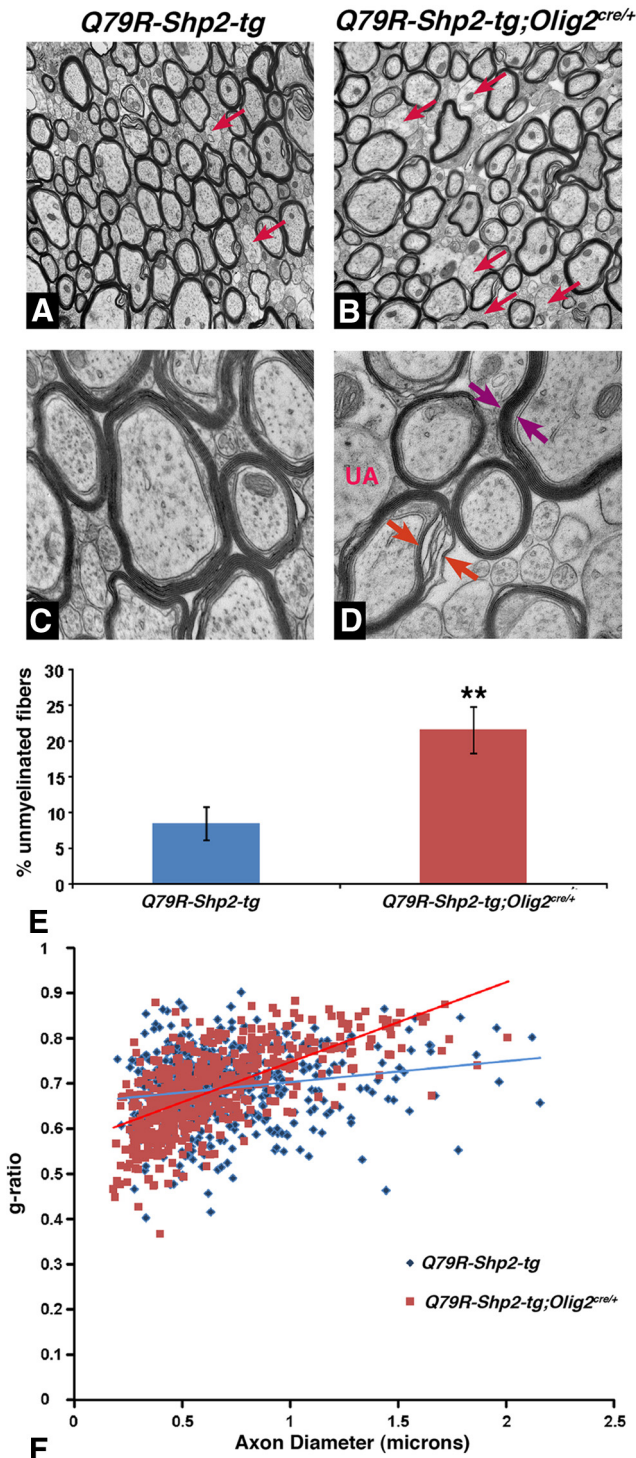 Q79R-Shp2-tg
Q79R-Shp2-tg;Olig2cre/+
A
B
C
UA
D
% unmyelinated fibers
30
25
20
15
10
5
0
**
Q79R-Shp2-tg
Q79R-Shp2-tg;Olig2cre/+
E
g-ratio
1
0.9
0.8
0.7
0.6
0.5
0.4
0.3
0.2
0.1
0
Q79R-Shp2-tg
Q79R-Shp2-tg;Olig2cre/+
0
0.5
1
1.5
2
2.5
Axon Diameter (microns)
F